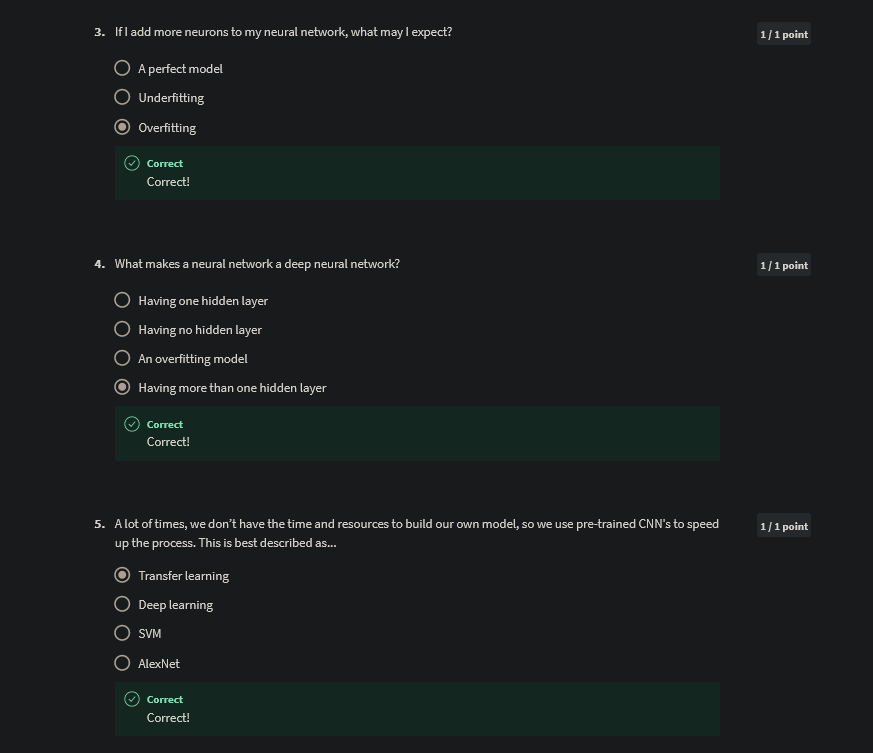 3. If I add more neurons to my neural network, what may I expect?
1 / 1 point
A perfect model
Underfitting
Overfitting
Correct
Correct!
4. What makes a neural network a deep neural network?
1 / 1 point
Having one hidden layer
Having no hidden layer
An overfitting model
Having more than one hidden layer
Correct
Correct!
5. A lot of times, we don’t have the time and resources to build our own model, so we use pre-trained CNN's to speed
up the process. This is best described as...
1 / 1 point
Transfer learning
Deep learning
SVM
AlexNet
Correct
Correct!